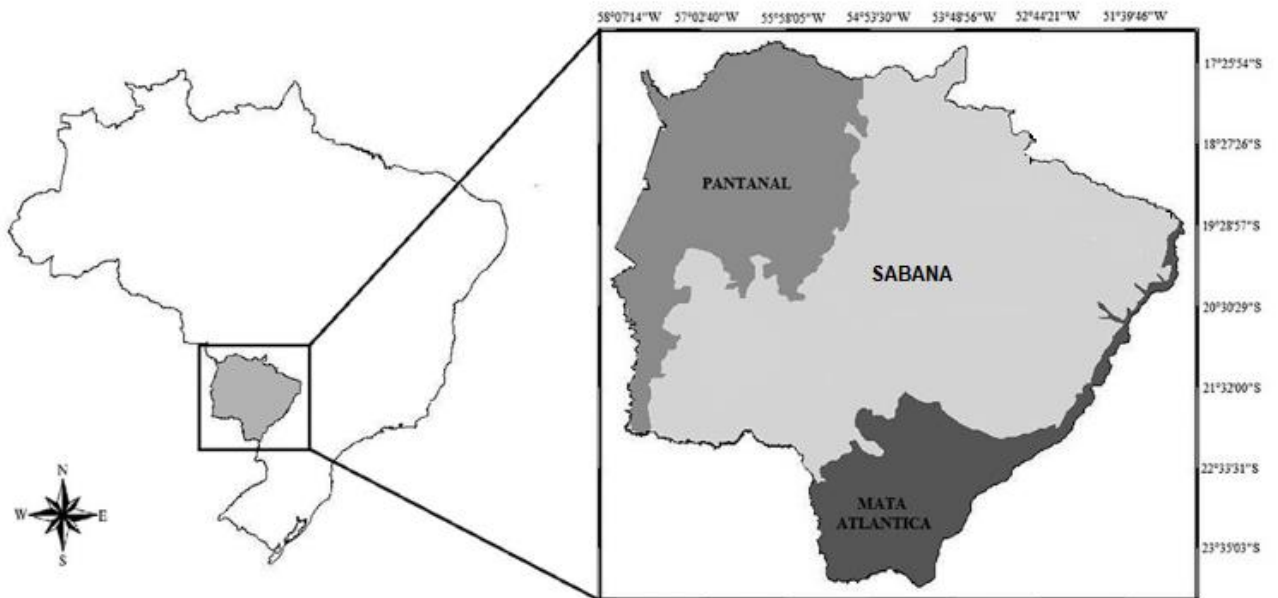 58°07'14"W 57°02'40"W 55°58'05"W 54°53'30"W 53°48'56"W 52°44'21"W 51°39'46"W
17°25'54"S
18°27'26"S
PANTANAL
19°28'57"S
SABANA
20°30'29"S
21°32'00"S
22°33'31"S
N
W E
S
MATA
ATLANTICA
23°35'03"S